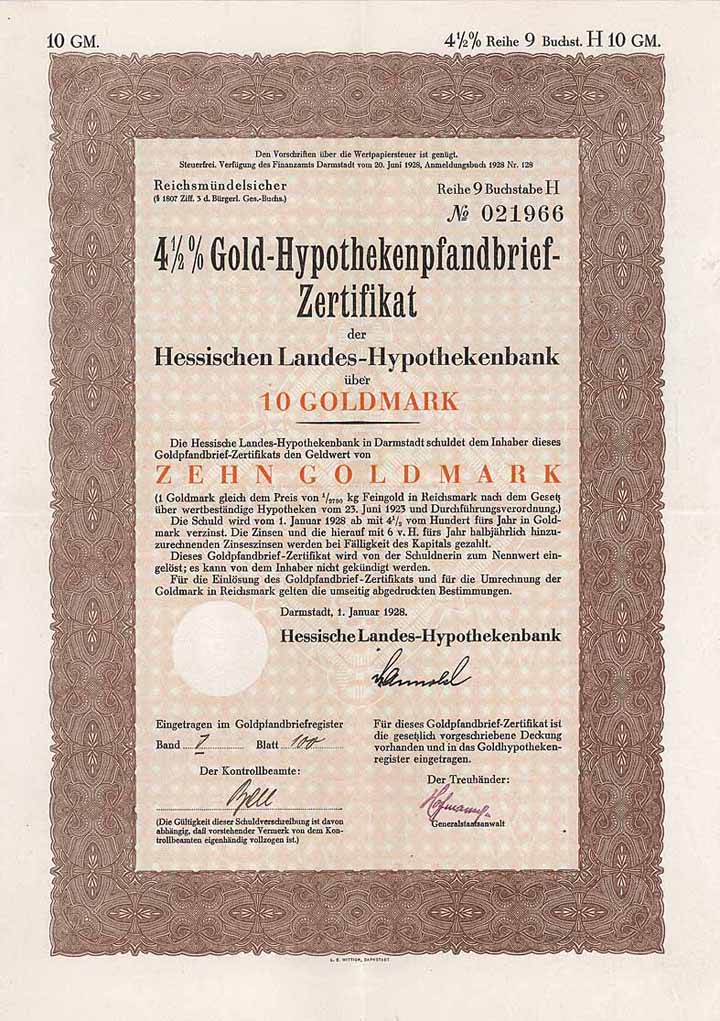 10 GM.
4½% Reihe 9 Buchst. H 10 GM.
Den Vorschriften über die Wertpapiersteuer ist genügt.
Steuerfrei. Verfügung des Finanzamts Darmstadt vom 20. Juni 1928, Anmeldungsbuch 1928 Nr. 128
Reichsmündelsicher
(§ 1807 Ziff. 3 d. Bürgerl. Ges.-Buchs.)
Reihe 9 Buchstabe H
№ 021966
4½% Gold-Hypothekenpfandbrief-
Zertifikat
der
Hessischen Landes-Hypothekenbank
über
10 GOLDMARK
Die Hessische Landes-Hypothekenbank in Darmstadt schuldet dem Inhaber dieses
Goldpfandbrief-Zertifikats den Geldwert von
ZEHN GOLDMARK
(1 Goldmark gleich dem Preis von 1/2790 kg Feingold in Reichsmark nach dem Gesetz
über wertbeständige Hypotheken vom 23. Juni 1923 und Durchführungsverordnung.)
Die Schuld wird vom 1. Januar 1928 ab mit 4½ vom Hundert fürs Jahr in Gold-
mark verzinst. Die Zinsen und die hierauf mit 6 v. H. fürs Jahr halbjährlich hinzu-
zurechnenden Zinseszinsen werden bei Fälligkeit des Kapitals gezahlt.
Dieses Goldpfandbrief-Zertifikat wird von der Schuldnerin zum Nennwert ein-
gelöst; es kann von dem Inhaber nicht gekündigt werden.
Für die Einlösung des Goldpfandbrief-Zertifikats und für die Umrechnung der
Goldmark in Reichsmark gelten die umseitig abgedruckten Bestimmungen.
Darmstadt, 1. Januar 1928.
Hessische Landes-Hypothekenbank
Eingetragen im Goldpfandbriefregister
Band 7 Blatt 100
Der Kontrollbeamte:
(Die Gültigkeit dieser Schuldverschreibung ist davon
abhängig, daß vorstehender Vermerk von dem Kon-
trollbeamten eigenhändig vollzogen ist.)
Für dieses Goldpfandbrief-Zertifikat ist
die gesetzlich vorgeschriebene Deckung
vorhanden und in das Goldhypotheken-
register eingetragen.
Der Treuhänder:
Generalstaatsanwalt
L. C. WITTICH, DARMSTADT